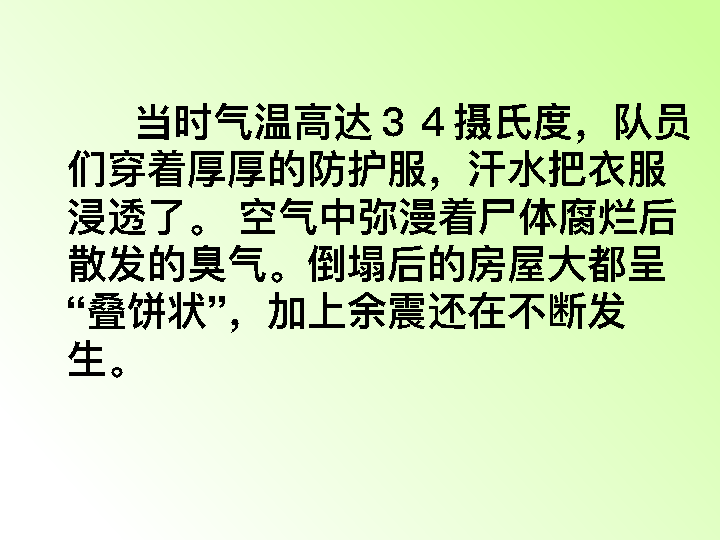 当时气温高达３４摄氏度，队员
们穿着厚厚的防护服，汗水把衣服
浸透了。 空气中弥漫着尸体腐烂后
散发的臭气。倒塌后的房屋大都呈
“叠饼状”，加上余震还在不断发
生。